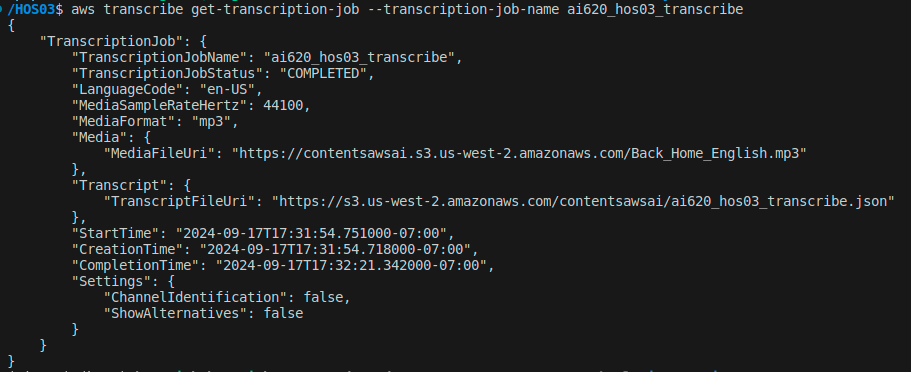 /HOS03$ aws transcribe get-transcription-job --transcription-job-name ai620_hos03_transcribe
{
    "TranscriptionJob": {
        "TranscriptionJobName": "ai620_hos03_transcribe",
        "TranscriptionJobStatus": "COMPLETED",
        "LanguageCode": "en-US",
        "MediaSampleRateHertz": 44100,
        "MediaFormat": "mp3",
        "Media": {
            "MediaFileUri": "https://contentsawsai.s3.us-west-2.amazonaws.com/Back_Home_English.mp3"
        },
        "Transcript": {
            "TranscriptFileUri": "https://s3.us-west-2.amazonaws.com/contentsawsai/ai620_hos03_transcribe.json"
        },
        "StartTime": "2024-09-17T17:31:54.751000-07:00",
        "CreationTime": "2024-09-17T17:31:54.718000-07:00",
        "CompletionTime": "2024-09-17T17:32:21.342000-07:00",
        "Settings": {
            "ChannelIdentification": false,
            "ShowAlternatives": false
        }
    }
}